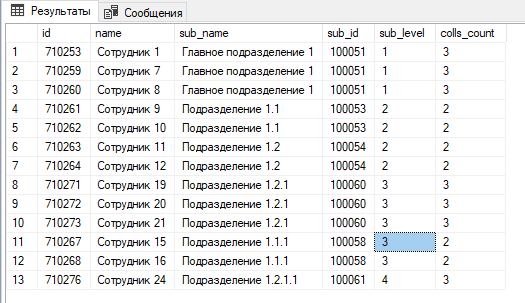 Результаты Сообщения
id name sub_name sub_id sub_level colls_count
1 710253 Сотрудник 1 Главное подразделение 1 100051 1 3
2 710259 Сотрудник 7 Главное подразделение 1 100051 1 3
3 710260 Сотрудник 8 Главное подразделение 1 100051 1 3
4 710261 Сотрудник 9 Подразделение 1.1 100053 2 2
5 710262 Сотрудник 10 Подразделение 1.1 100053 2 2
6 710263 Сотрудник 11 Подразделение 1.2 100054 2 2
7 710264 Сотрудник 12 Подразделение 1.2 100054 2 2
8 710271 Сотрудник 19 Подразделение 1.2.1 100060 3 3
9 710272 Сотрудник 20 Подразделение 1.2.1 100060 3 3
10 710273 Сотрудник 21 Подразделение 1.2.1 100060 3 3
11 710267 Сотрудник 15 Подразделение 1.1.1 100058 3 2
12 710268 Сотрудник 16 Подразделение 1.1.1 100058 3 2
13 710276 Сотрудник 24 Подразделение 1.2.1.1 100061 4 3